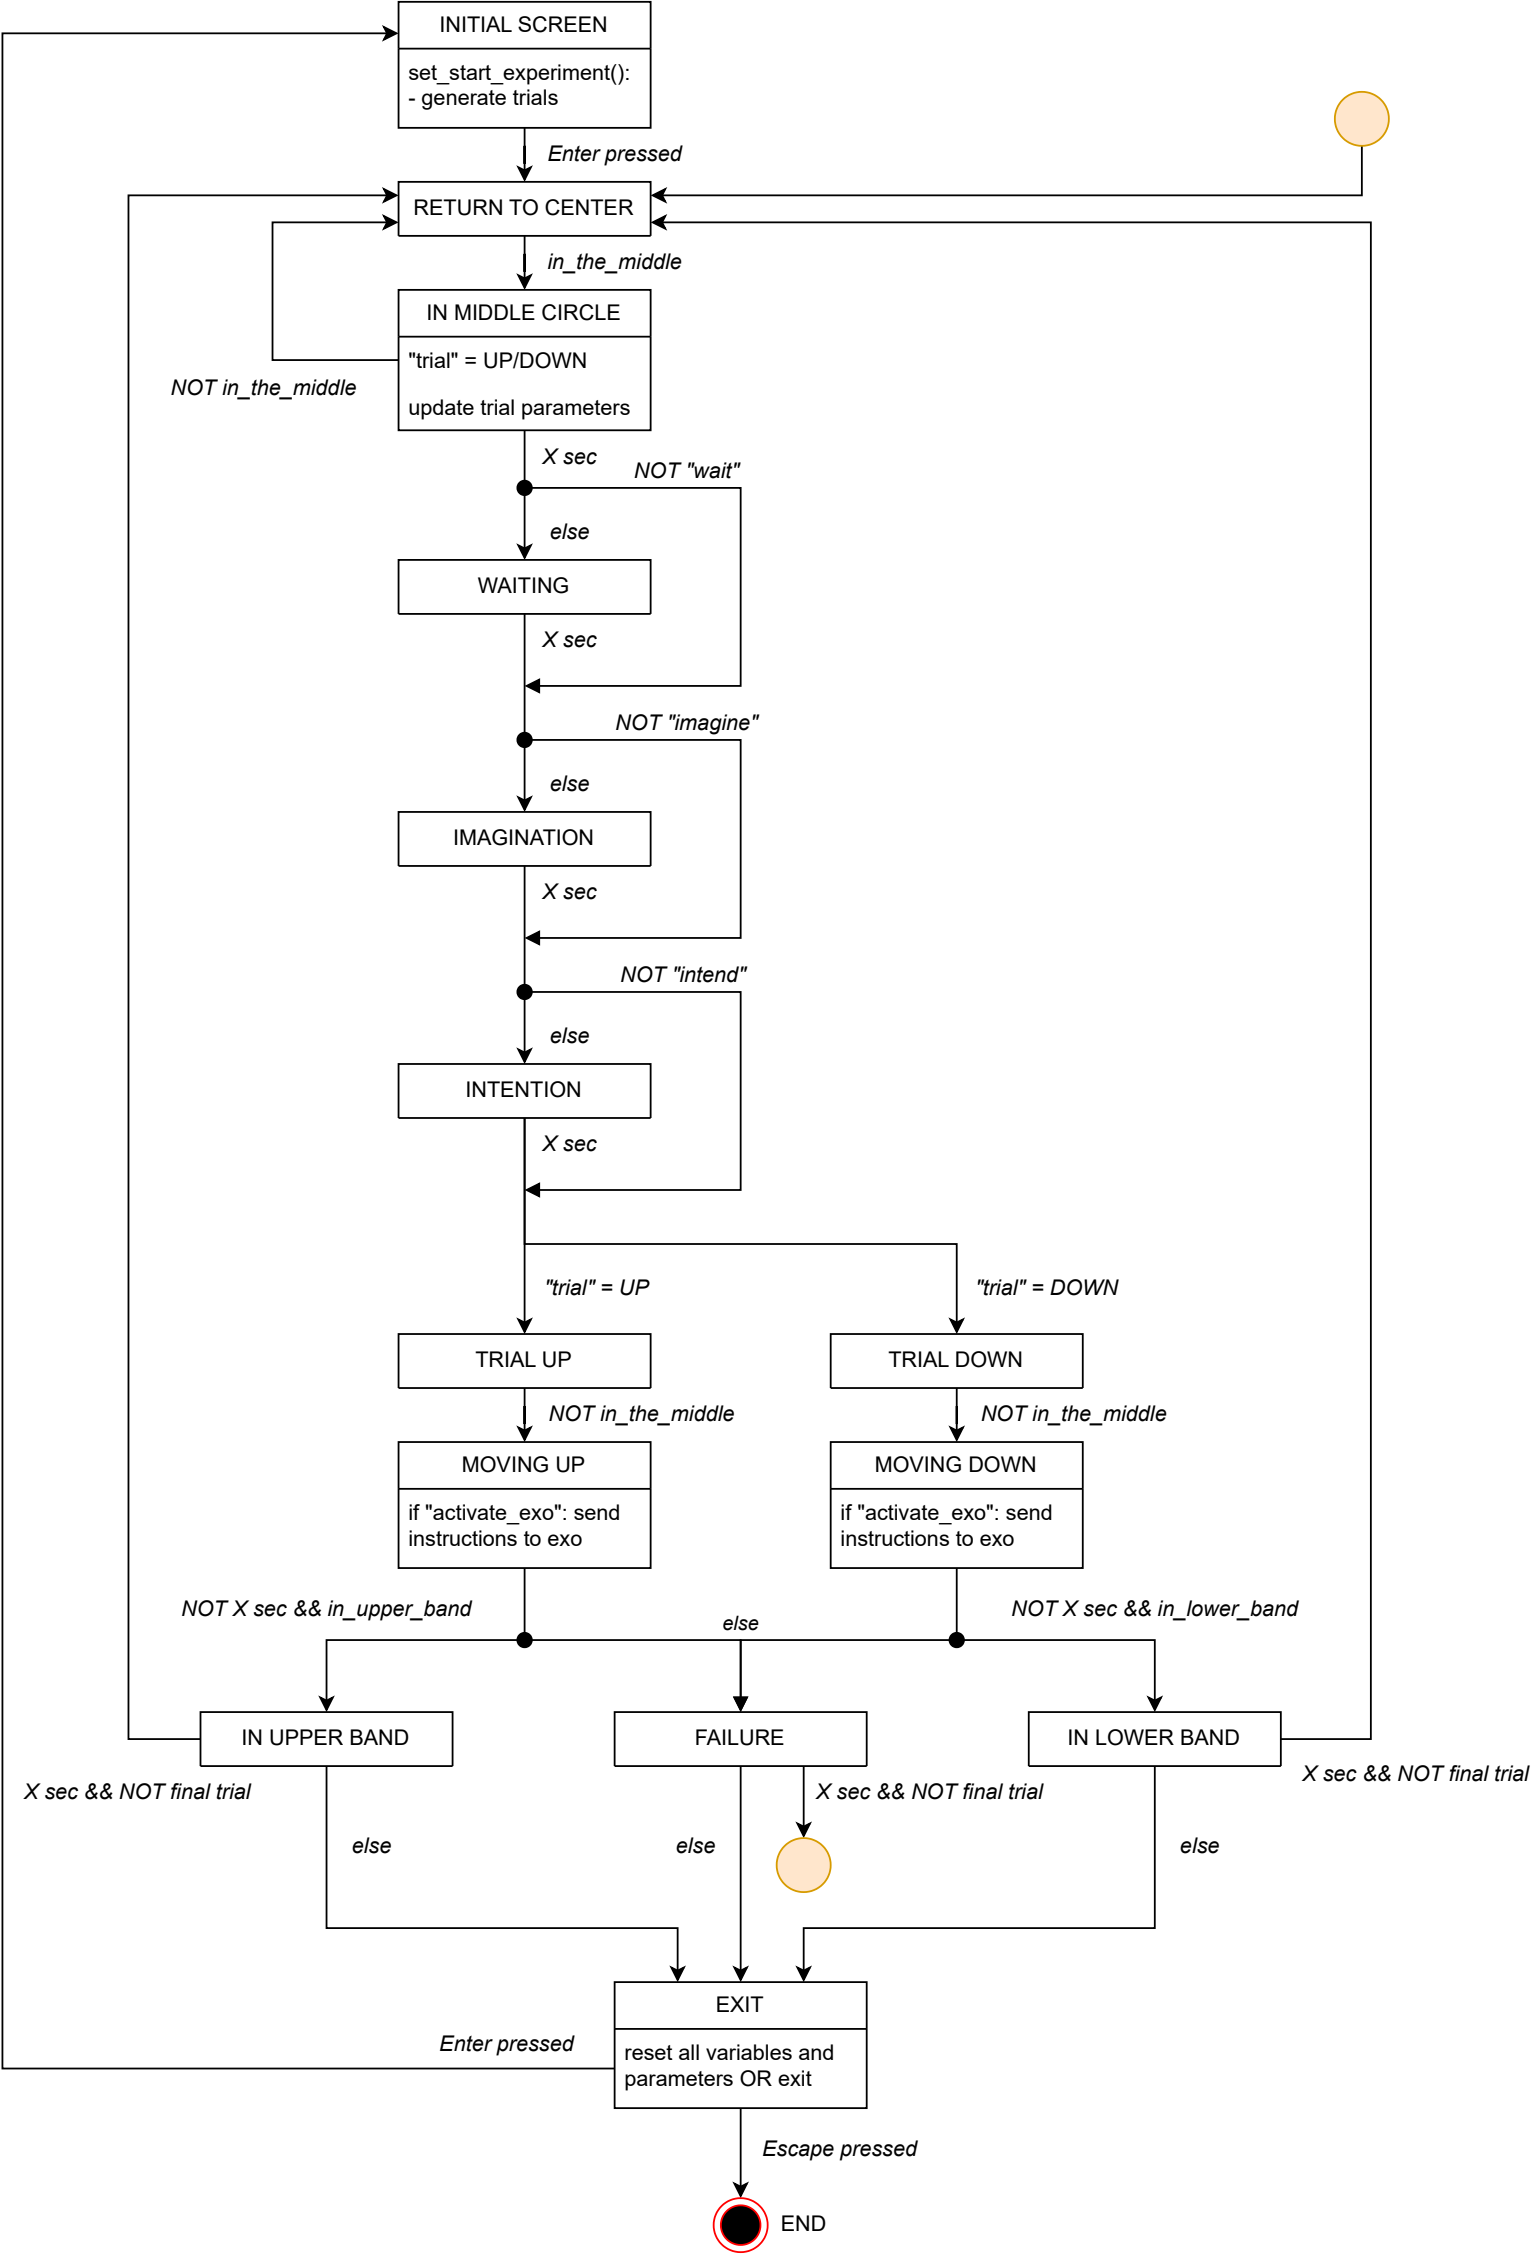 INITIAL SCREEN
set_start_experiment():
- generate trials
Enter pressed
RETURN TO CENTER
in_the_middle
IN MIDDLE CIRCLE
"trial" = UP/DOWN
NOT in_the_middle
update trial parameters
X sec
NOT "wait"
else
WAITING
X sec
NOT "imagine"
else
IMAGINATION
X sec
NOT "intend"
else
INTENTION
X sec
"trial" = UP
"trial" = DOWN
TRIAL UP
TRIAL DOWN
NOT in_the_middle
NOT in_the_middle
MOVING UP
MOVING DOWN
if "activate_exo": send
instructions to exo
if "activate_exo": send
instructions to exo
NOT X sec && in_upper_band
else
NOT X sec && in_lower_band
IN UPPER BAND
FAILURE
IN LOWER BAND
X sec && NOT final trial
X sec && NOT final trial
X sec && NOT final trial
else
else
else
EXIT
Enter pressed
reset all variables and
parameters OR exit
Escape pressed
END